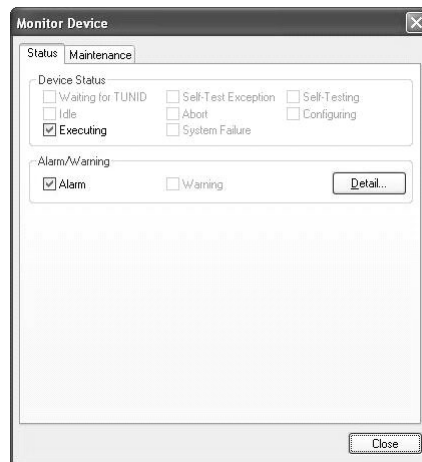 Monitor Device
Status Maintenance
Device Status
Waiting for TUNID Self-Test Exception Self-Testing
Idle Abort Configuring
Executing System Failure
Alarm/Warning
Alarm Warning Detail...
Close